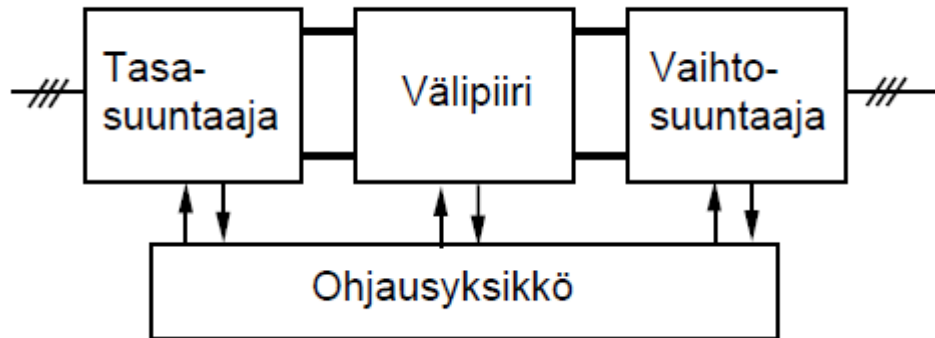 Tasa-
suuntaaja
Välipiiri
Vaihto-
suuntaaja
Ohjausyksikkö